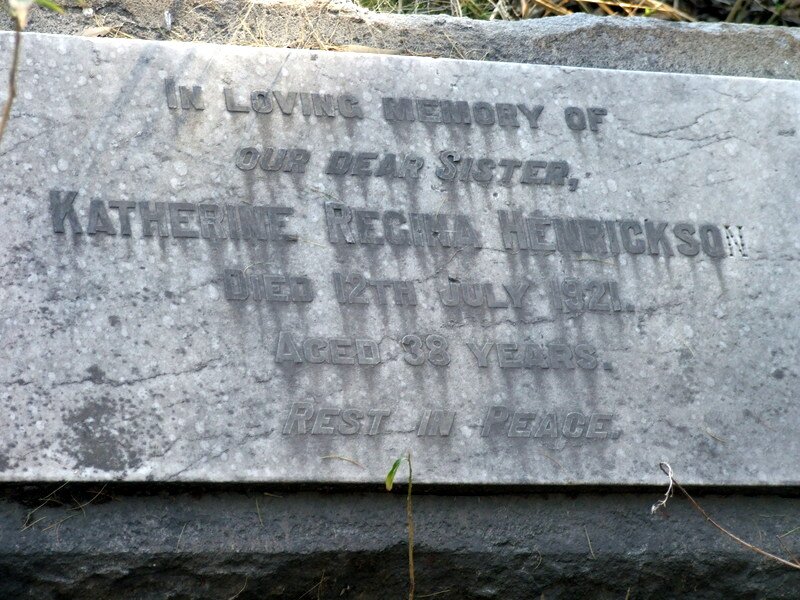 In Loving Memory of
Our Dear Sister,
Katherine Regina Henrickson
Died 12th July 1921.
Aged 38 Years.
Rest in Peace.